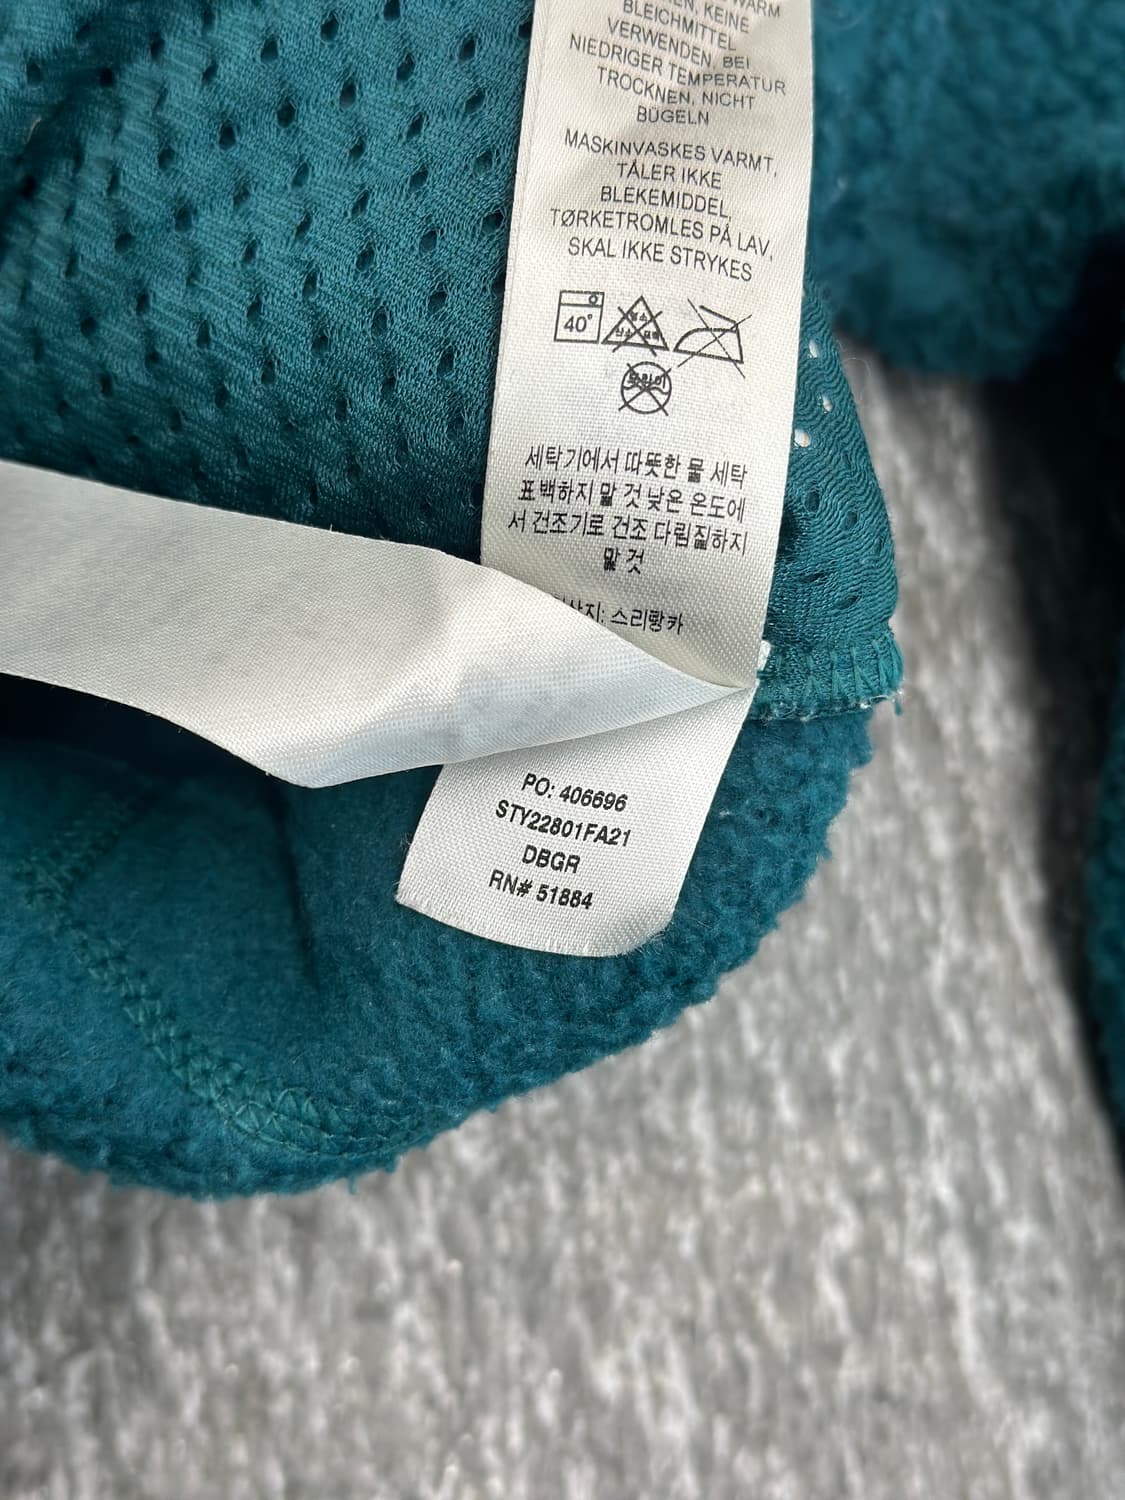 WARM
KEINE
BLEICHMITTEL
VERWENDEN, BEI
NIEDRIGER TEMPERATUR
TROCKNEN, NICHT
BÜGELN
MASKINVASKES VARMT,
TÅLER IKKE
BLEKEMIDDEL,
TØRKETROMLES PÅ LAV,
SKAL IKKE STRYKES
40°
세탁기에서 따뜻한 물 세탁
표백하지 말 것 낮은 온도에
서 건조기로 건조 다림질하지
말 것
스리랑카
PO: 406696
STY22801FA21
DBGR
RN# 51884